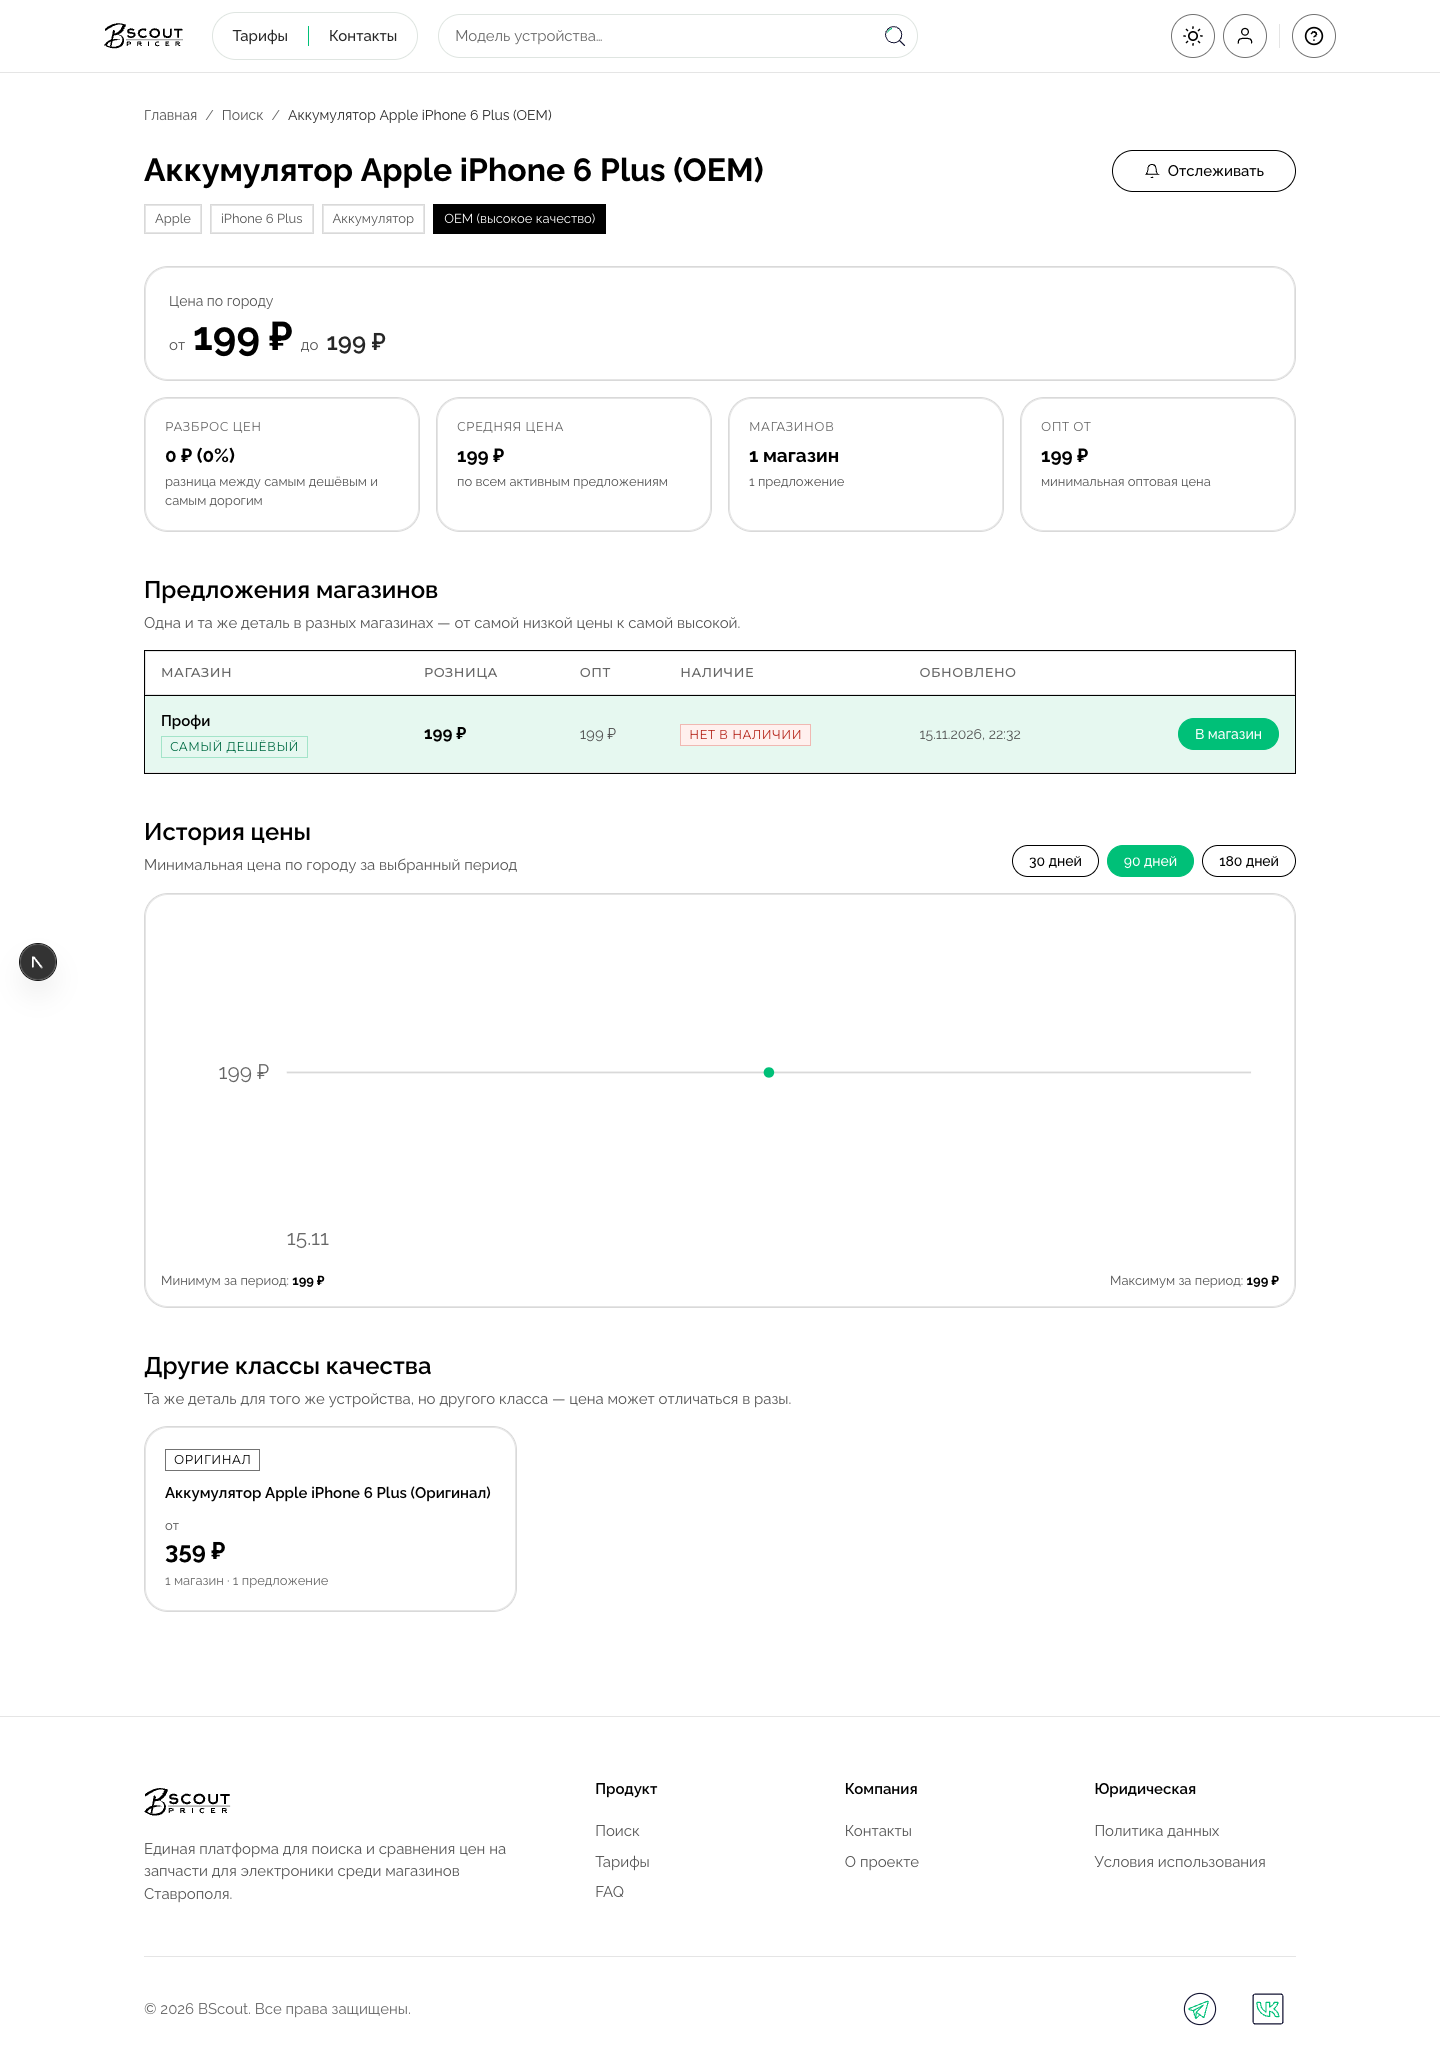 BSCOUT
PRICER
Тарифы
Контакты
Модель устройства...
Главная / Поиск / Аккумулятор Apple iPhone 6 Plus (OEM)
Аккумулятор Apple iPhone 6 Plus (OEM)
Отслеживать
Apple
iPhone 6 Plus
Аккумулятор
OEM (высокое качество)
Цена по городу
от 199 ₽ до 199 ₽
РАЗБРОС ЦЕН
0 ₽ (0%)
разница между самым дешёвым и
самым дорогим
СРЕДНЯЯ ЦЕНА
199 ₽
по всем активным предложениям
МАГАЗИНОВ
1 магазин
1 предложение
ОПТ ОТ
199 ₽
минимальная оптовая цена
Предложения магазинов
Одна и та же деталь в разных магазинах — от самой низкой цены к самой высокой.
МАГАЗИН РОЗНИЦА ОПТ НАЛИЧИЕ ОБНОВЛЕНО
Профи
САМЫЙ ДЕШЁВЫЙ
199 ₽
199 ₽
НЕТ В НАЛИЧИИ
15.11.2026, 22:32
В магазин
История цены
Минимальная цена по городу за выбранный период
30 дней
90 дней
180 дней
199 ₽
15.11
Минимум за период: 199 ₽
Максимум за период: 199 ₽
Другие классы качества
Та же деталь для того же устройства, но другого класса — цена может отличаться в разы.
ОРИГИНАЛ
Аккумулятор Apple iPhone 6 Plus (Оригинал)
от
359 ₽
1 магазин · 1 предложение
BSCOUT
PRICER
Единая платформа для поиска и сравнения цен на
запчасти для электроники среди магазинов
Ставрополя.
Продукт
Поиск
Тарифы
FAQ
Компания
Контакты
О проекте
Юридическая
Политика данных
Условия использования
© 2026 BScout. Все права защищены.